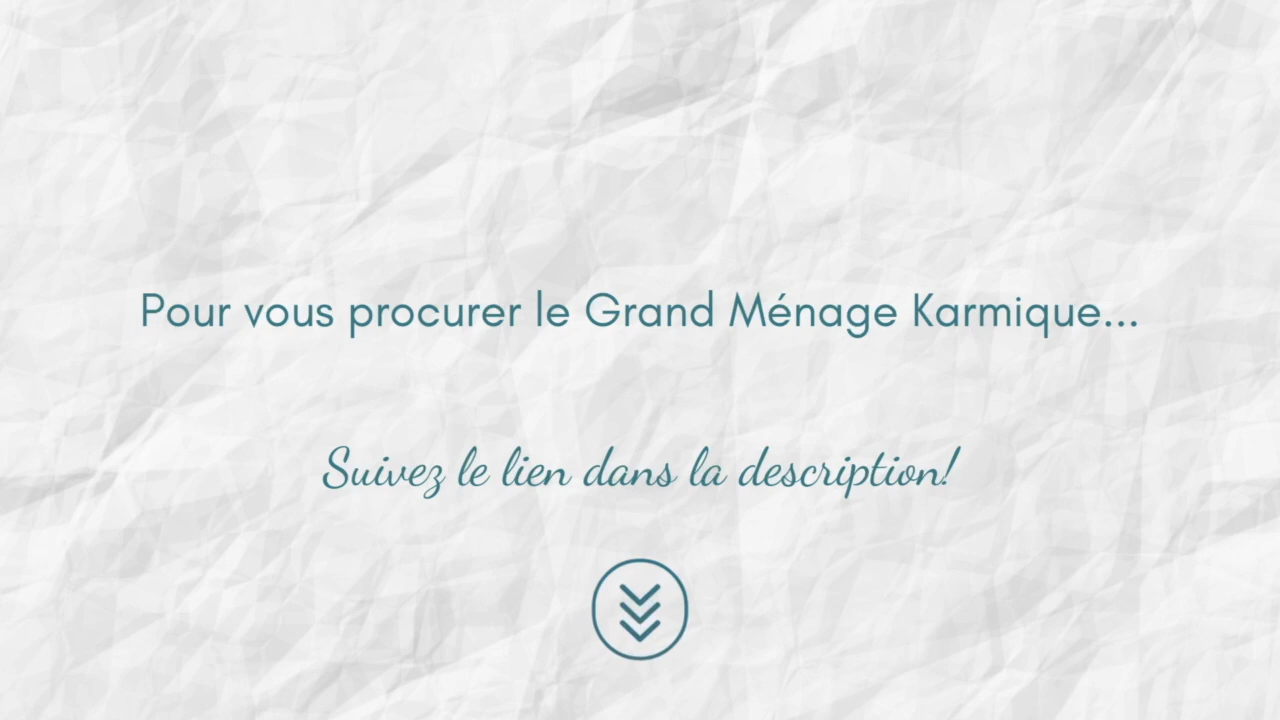 Pour vous procurer le Grand Ménage Karmique...
Suivez le lien dans la description!